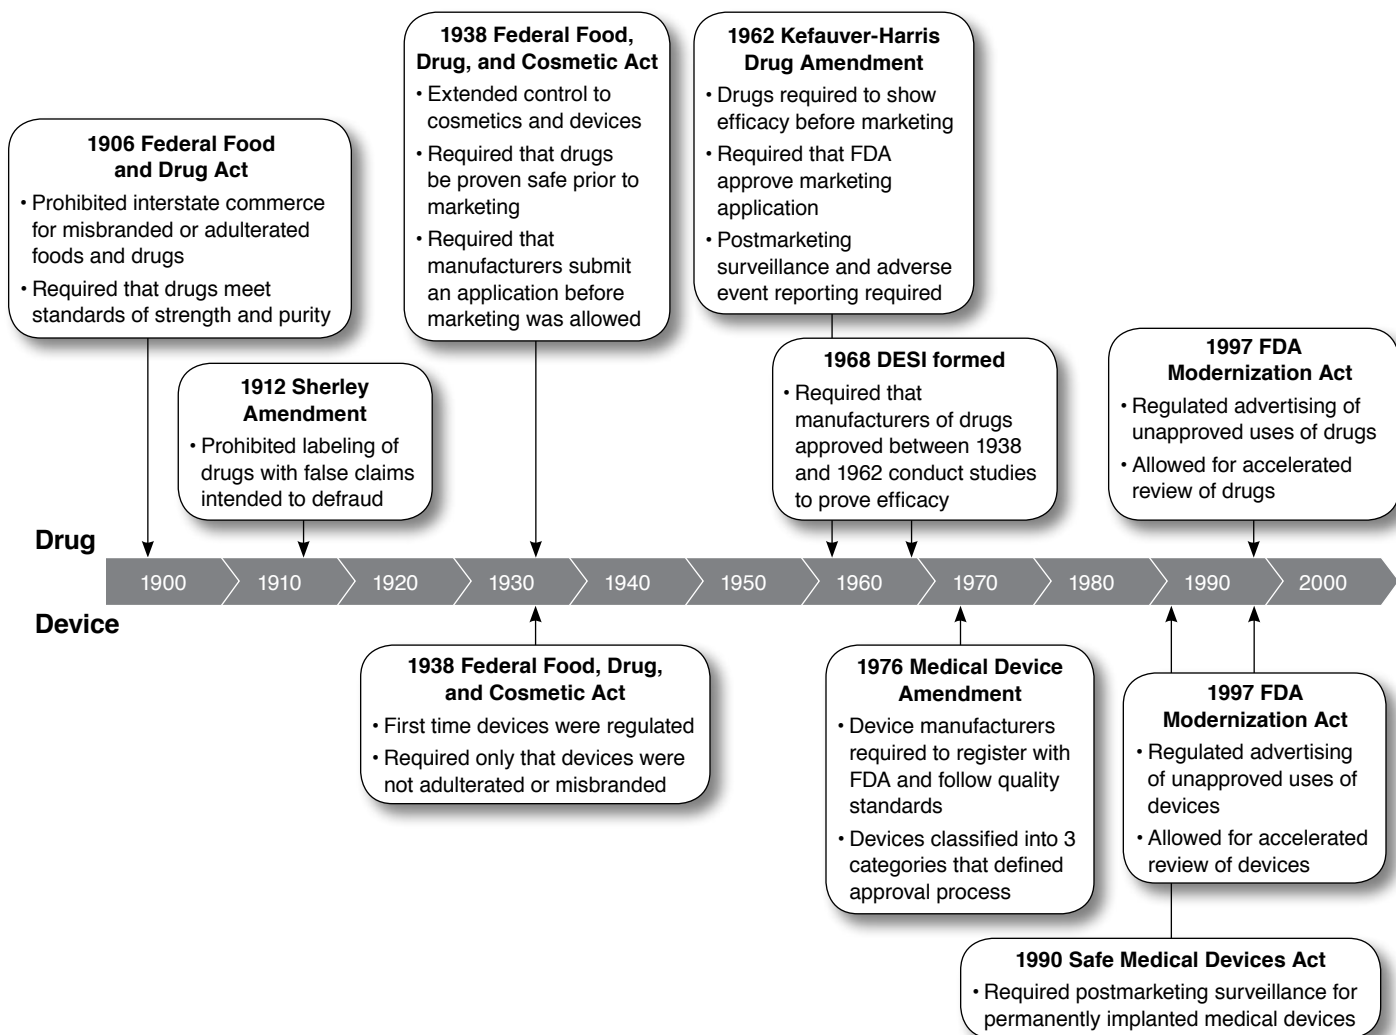 1906 Federal Food
and Drug Act
• Prohibited interstate commerce
for misbranded or adulterated
foods and drugs
• Required that drugs meet
standards of strength and purity
1912 Sherley
Amendment
• Prohibited labeling of
drugs with false claims
intended to defraud
1938 Federal Food,
Drug, and Cosmetic Act
• Extended control to
cosmetics and devices
• Required that drugs
be proven safe prior to
marketing
• Required that
manufacturers submit
an application before
marketing was allowed
1962 Kefauver-Harris
Drug Amendment
• Drugs required to show
efficacy before marketing
• Required that FDA
approve marketing
application
• Postmarketing
surveillance and adverse
event reporting required
1968 DESI formed
• Required that
manufacturers of drugs
approved between 1938
and 1962 conduct studies
to prove efficacy
1997 FDA
Modernization Act
• Regulated advertising of
unapproved uses of drugs
• Allowed for accelerated
review of drugs
Drug
1900 1910 1920 1930 1940 1950 1960 1970 1980 1990 2000
Device
1938 Federal Food, Drug,
and Cosmetic Act
• First time devices were regulated
• Required only that devices were
not adulterated or misbranded
1976 Medical Device
Amendment
• Device manufacturers
required to register with
FDA and follow quality
standards
• Devices classified into 3
categories that defined
approval process
1997 FDA
Modernization Act
• Regulated advertising
of unapproved uses of
devices
• Allowed for accelerated
review of devices
1990 Safe Medical Devices Act
• Required postmarketing surveillance for
permanently implanted medical devices